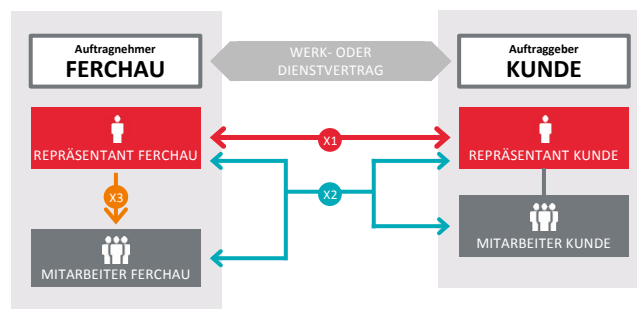 Auftragnehmer
FERCHAU
WERK- ODER
DIENSTVERTRAG
Auftraggeber
KUNDE
REPRÄSENTANT FERCHAU
X1
REPRÄSENTANT KUNDE
X3
X2
MITARBEITER FERCHAU
MITARBEITER KUNDE